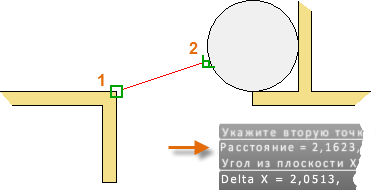 2
1
Укажите вторую точк
Расстояние = 2,1623,
Угол из плоскости X
Delta X = 2,0513,